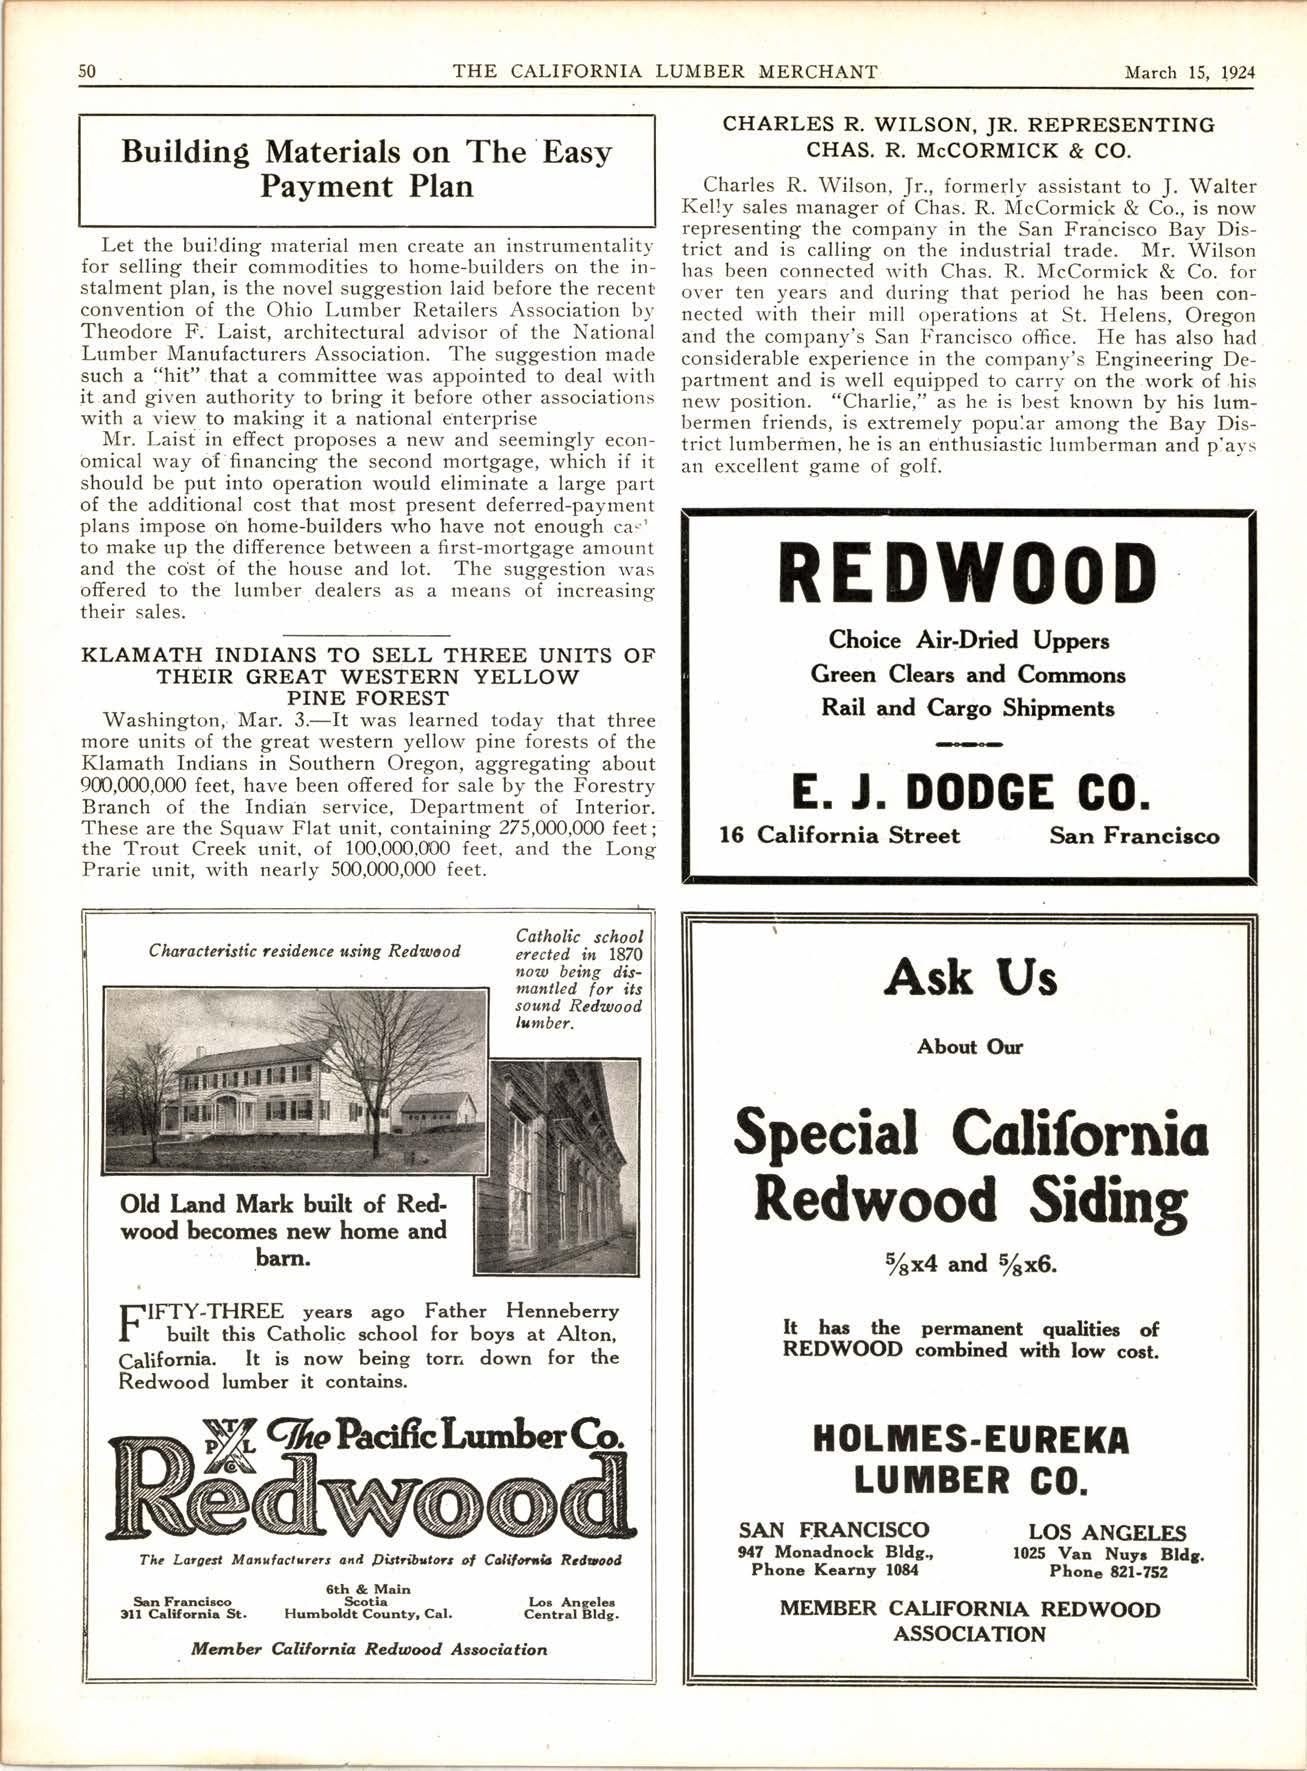 50
THE CALIFORNIA LUMBER MERCHANT
March 15, 1924
Building Materials on The Easy
Payment Plan
Let the building material men create an instrumentality
for selling their commodities to home-builders on the in-
stalment plan, is the novel suggestion laid before the recent
convention of the Ohio Lumber Retailers Association by
Theodore F. Laist, architectural advisor of the National
Lumber Manufacturers Association. The suggestion made
such a "hit" that a committee was appointed to deal with
it and given authority to bring it before other associations
with a view to making it a national enterprise
Mr. Laist in effect proposes a new and seemingly econ-
omical way of financing the second mortgage, which if it
should be put into operation would eliminate a large part
of the additional cost that most present deferred-payment
plans impose on home-builders who have not enough
to make up the difference between a first-mortgage amount
and the cost of the house and lot. The suggestion was
offered to the lumber dealers as a means of increasing
their sales.
KLAMATH INDIANS TO SELL THREE UNITS OF
THEIR GREAT WESTERN YELLOW
PINE FOREST
Washington, Mar. 3.—It was learned today that three
more units of the great western yellow pine forests of the
Klamath Indians in Southern Oregon, aggregating about
900,000,000 feet, have been offered for sale by the Forestry
Branch of the Indian service, Department of Interior.
These are the Squaw Flat unit, containing 275,000,000 feet;
the Trout Creek unit, of 100,000,000 feet, and the Long
Prarie unit, with nearly 500,000,000 feet.
Characteristic residence using Redwood
Catholic school
erected in 1870
now being dis-
mantled for its
sound Redwood
lumber.
Old Land Mark built of Red-
wood becomes new home and
barn.
FIFTY-THREE years ago Father Henneberry
built this Catholic school for boys at Alton,
California. It is now being torn down for the
Redwood lumber it contains.
The Pacific Lumber Co.
Redwood
The Largest Manufacturers and Distributors of California Redwood
San Francisco
311 California St.
6th & Main
Scotia
Humboldt County, Cal.
Los Angeles
Central Bldg.
Member California Redwood Association
CHARLES R. WILSON, JR. REPRESENTING
CHAS. R. McCORMICK & CO.
Charles R. Wilson, Jr., formerly assistant to J. Walter
Kelly sales manager of Chas. R. McCormick & Co., is now
representing the company in the San Francisco Bay Dis-
trict and is calling on the industrial trade. Mr. Wilson
has been connected with Chas. R. McCormick & Co. for
over ten years and during that period he has been con-
nected with their mill operations at St. Helens, Oregon
and the company's San Francisco office. He has also had
considerable experience in the company's Engineering De-
partment and is well equipped to carry on the work of his
new position. "Charlie," as he is best known by his lum-
bermen friends, is extremely popular among the Bay Dis-
trict lumbermen, he is an enthusiastic lumberman and plays
an excellent game of golf.
REDWOOD
Choice Air-Dried Uppers
Green Clears and Commons
Rail and Cargo Shipments
E. J. DODGE CO.
16 California Street San Francisco
Ask Us
About Our
Special California
Redwood Siding
⅝x4 and ⅝x6.
It has the permanent qualities of
REDWOOD combined with low cost.
HOLMES-EUREKA
LUMBER CO.
SAN FRANCISCO
947 Monadnock Bldg.,
Phone Kearny 1084
LOS ANGELES
1025 Van Nuys Bldg.
Phone 821-752
MEMBER CALIFORNIA REDWOOD
ASSOCIATION